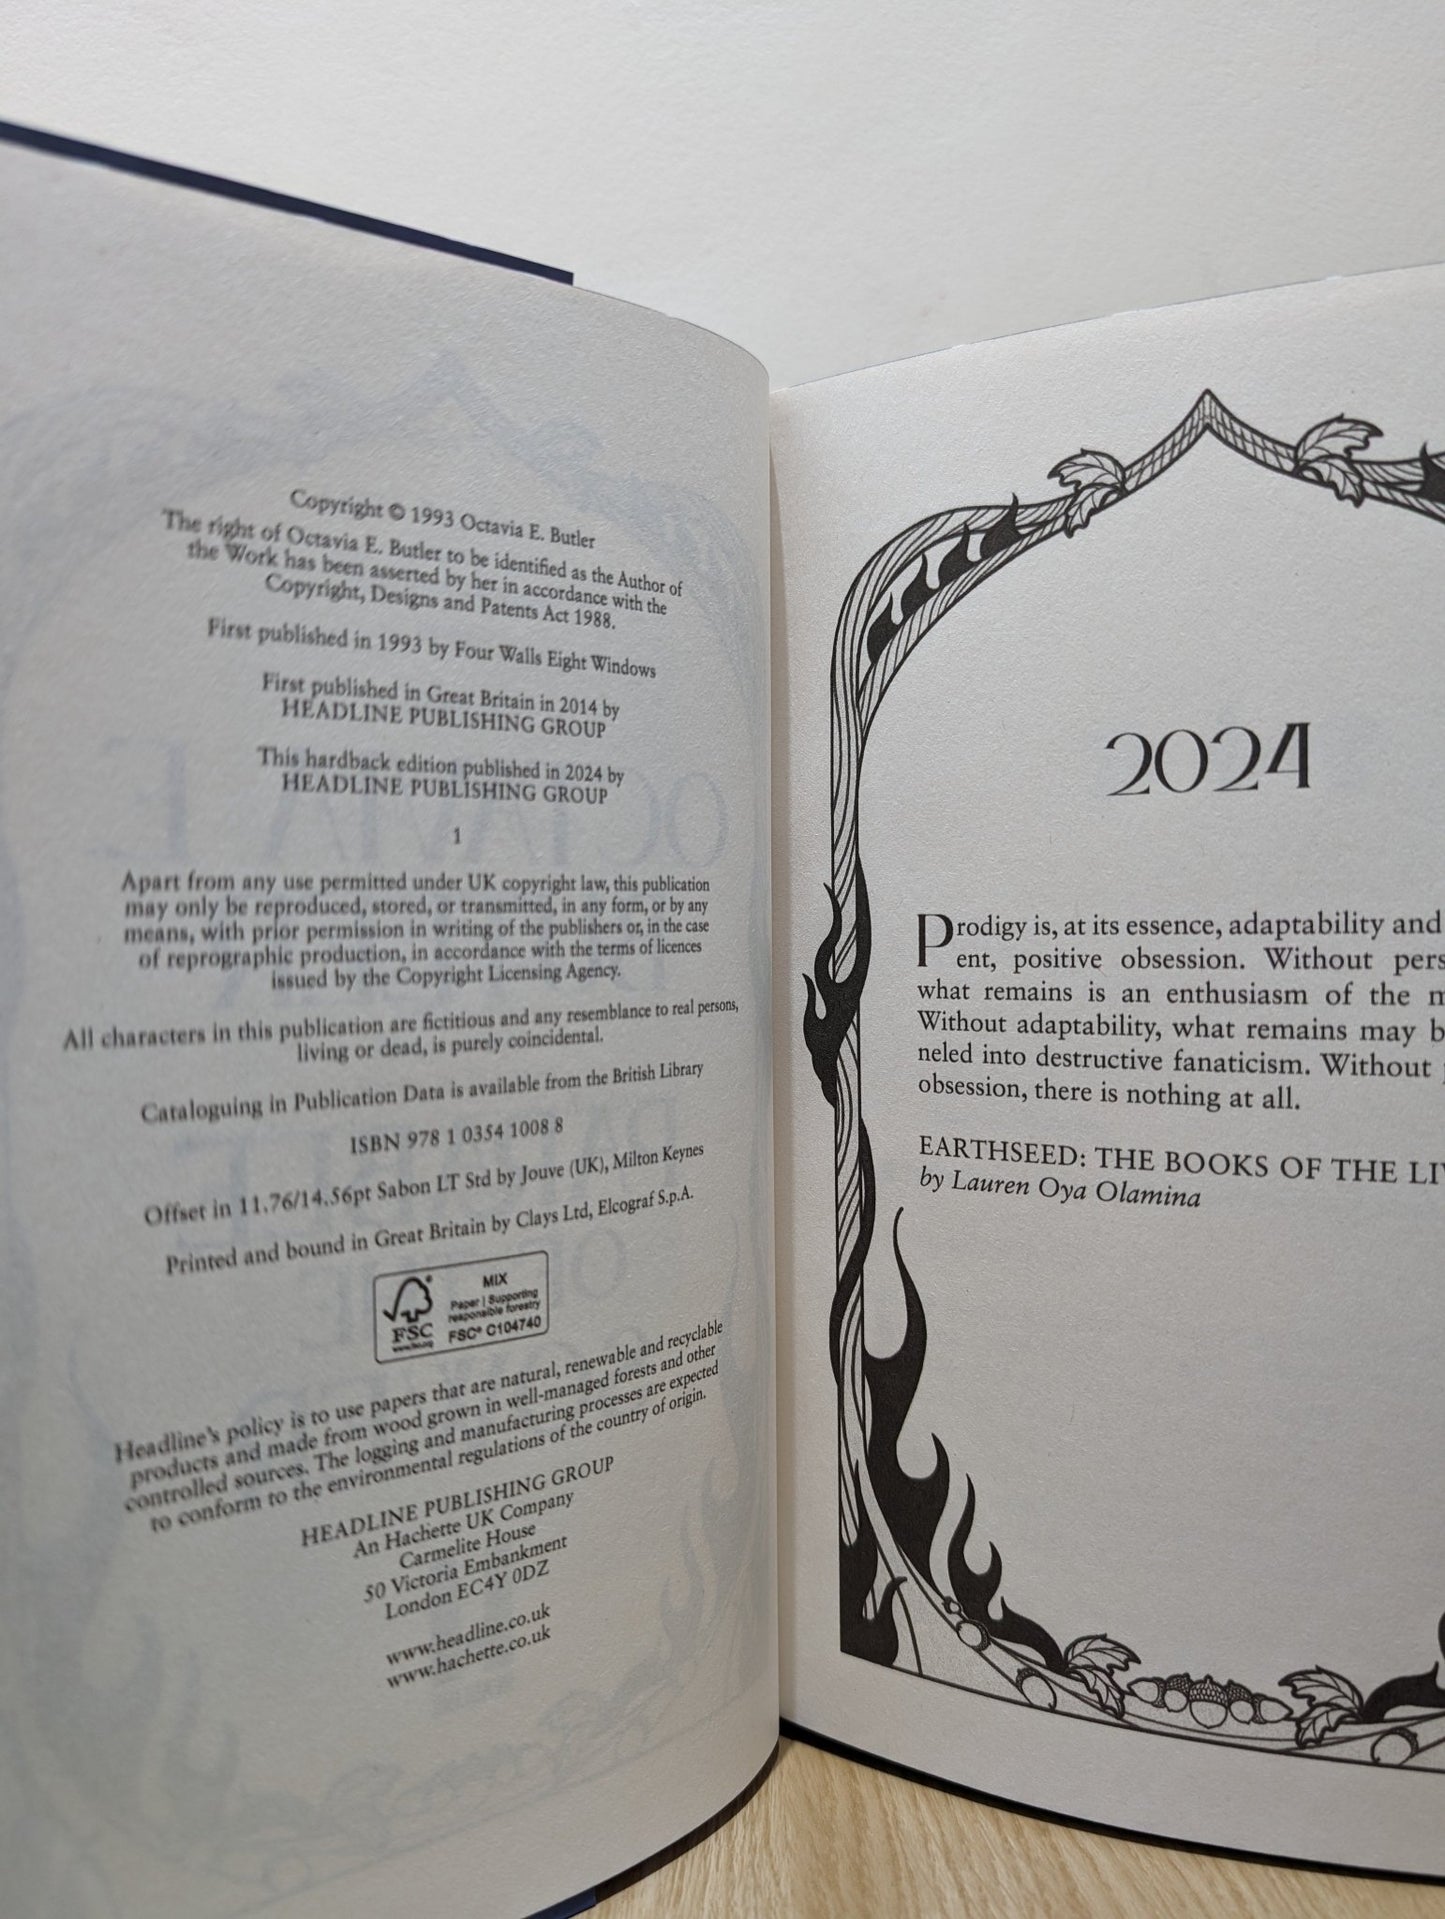 Copyright © 1993 Octavia E. Butler
The right of Octavia E. Butler to be identified as the Author of
the Work has been asserted by her in accordance with the
Copyright, Designs and Patents Act 1988.
First published in 1993 by Four Walls Eight Windows
First published in Great Britain in 2014 by
HEADLINE PUBLISHING GROUP
This hardback edition published in 2024 by
HEADLINE PUBLISHING GROUP
1
Apart from any use permitted under UK copyright law, this publication
may only be reproduced, stored, or transmitted, in any form, or by any
means, with prior permission in writing of the publishers or, in the case
of reprographic production, in accordance with the terms of licences
issued by the Copyright Licensing Agency.
All characters in this publication are fictitious and any resemblance to real persons,
living or dead, is purely coincidental.
Cataloguing in Publication Data is available from the British Library
ISBN 978 1 0354 1008 8
Offset in 11.76/14.56pt Sabon LT Std by Jouve (UK), Milton Keynes
Printed and bound in Great Britain by Clays Ltd, Elcograf S.p.A.
FSC
www.fsc.org
MIX
Paper | Supporting
responsible forestry
FSC® C104740
Headline's policy is to use papers that are natural, renewable and recyclable
products and made from wood grown in well-managed forests and other
controlled sources. The logging and manufacturing processes are expected
to conform to the environmental regulations of the country of origin.
HEADLINE PUBLISHING GROUP
An Hachette UK Company
Carmelite House
50 Victoria Embankment
London EC4Y 0DZ
www.headline.co.uk
www.hachette.co.uk
2024
Prodigy is, at its essence, adaptability and
ent, positive obsession. Without pers
what remains is an enthusiasm of the m
Without adaptability, what remains may b
neled into destructive fanaticism. Without
obsession, there is nothing at all.
EARTHSEED: THE BOOKS OF THE LIV
by Lauren Oya Olamina